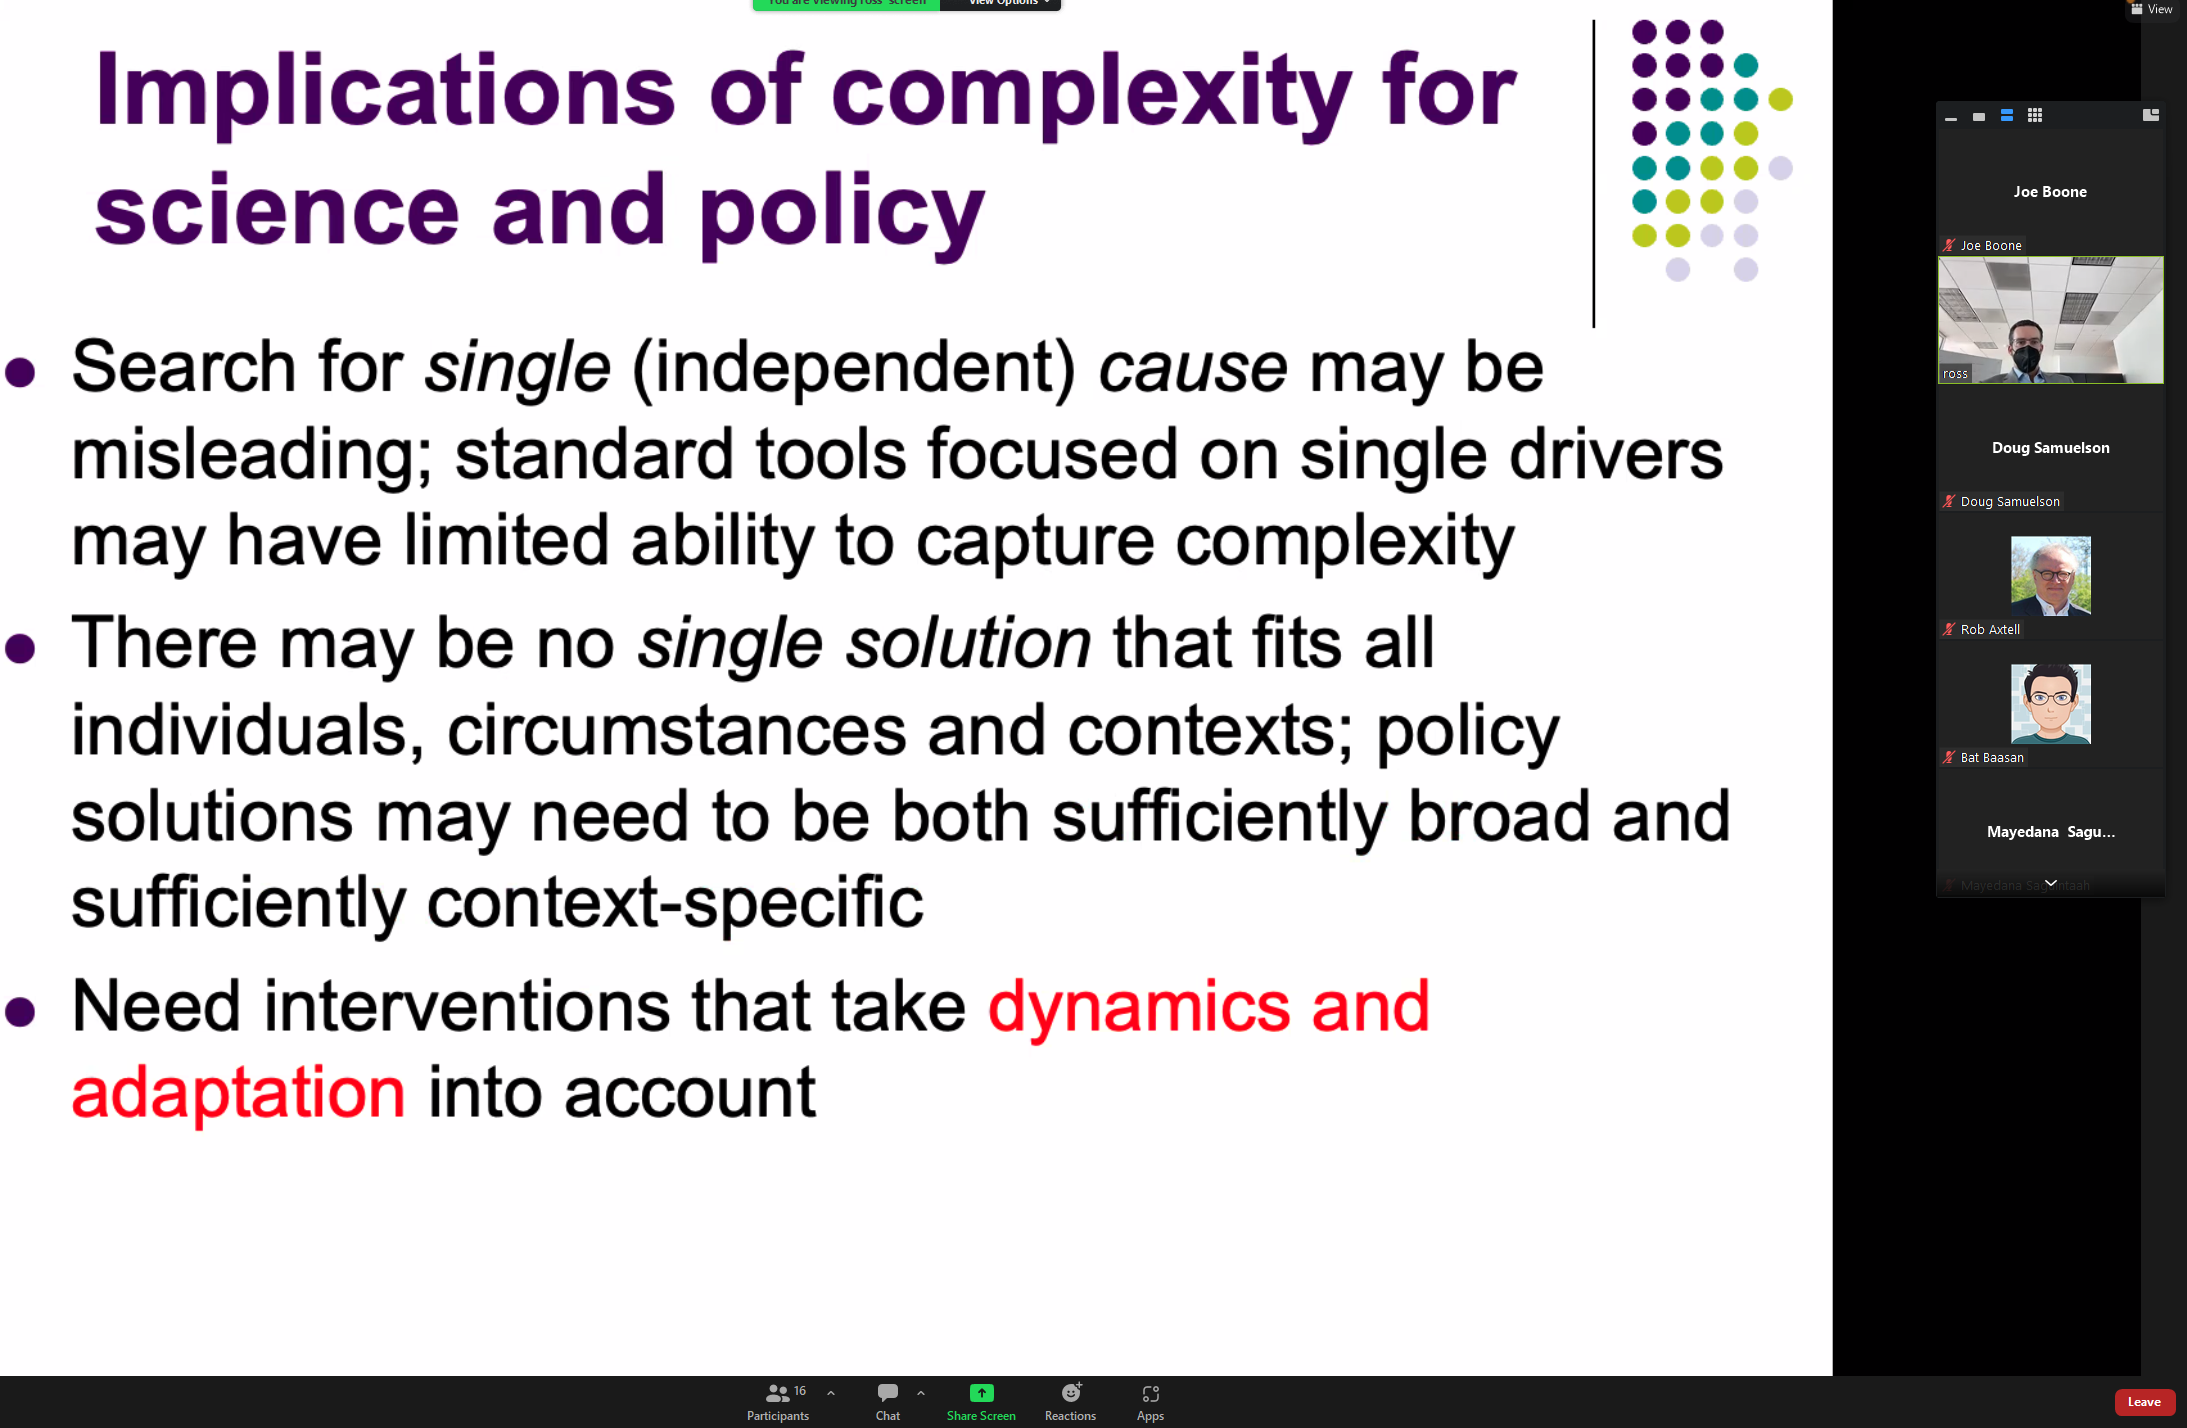 You are viewing ross' screen
View Options
View
Implications of complexity for
science and policy
Search for single (independent) cause may be
misleading; standard tools focused on single drivers
may have limited ability to capture complexity
There may be no single solution that fits all
individuals, circumstances and contexts; policy
solutions may need to be both sufficiently broad and
sufficiently context-specific
Need interventions that take dynamics and
adaptation into account
Joe Boone
Joe Boone
ross
Doug Samuelson
Doug Samuelson
Rob Axtell
Bat Baasan
Mayedana Sagu...
Mayedana
16
Participants
Chat
Share Screen
Reactions
Apps
Leave